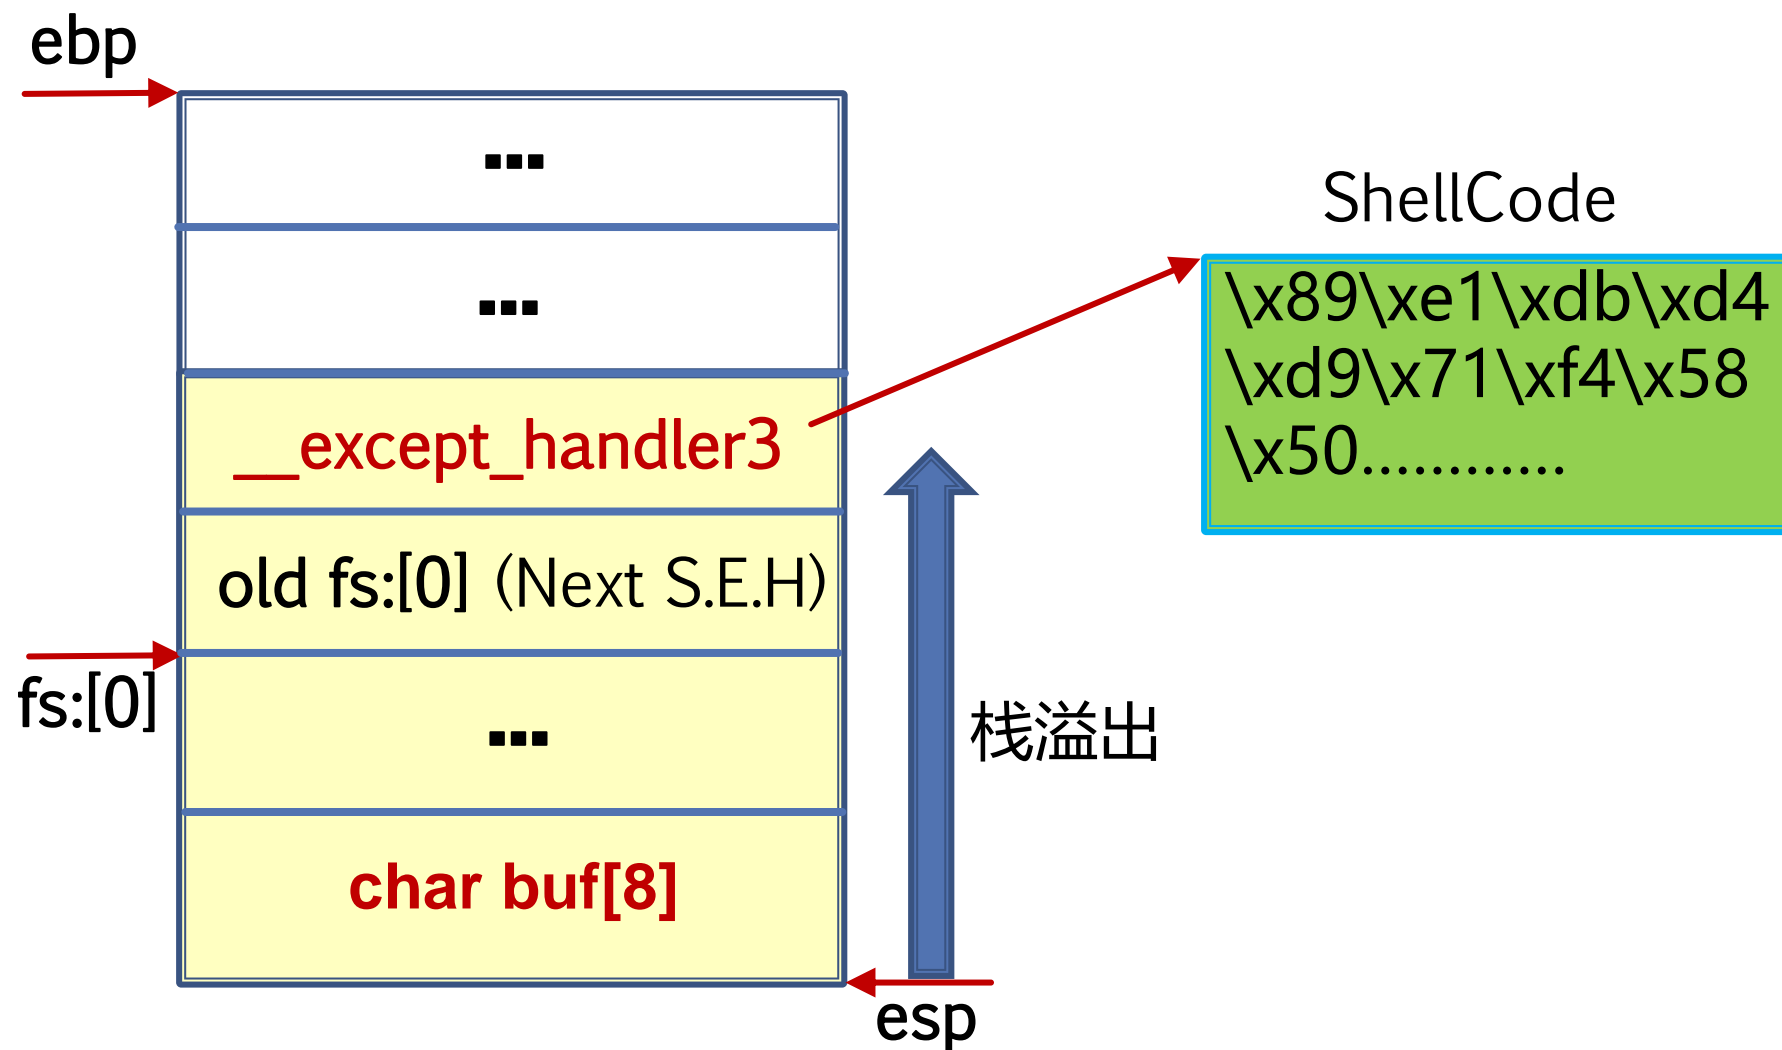 ebp
...
ShellCode
...
\x89\xe1\xdb\xd4
\xd9\x71\xf4\x58
\x50............
__except_handler3
old fs:[0] (Next S.E.H)
fs:[0]
...
栈溢出
char buf[8]
esp